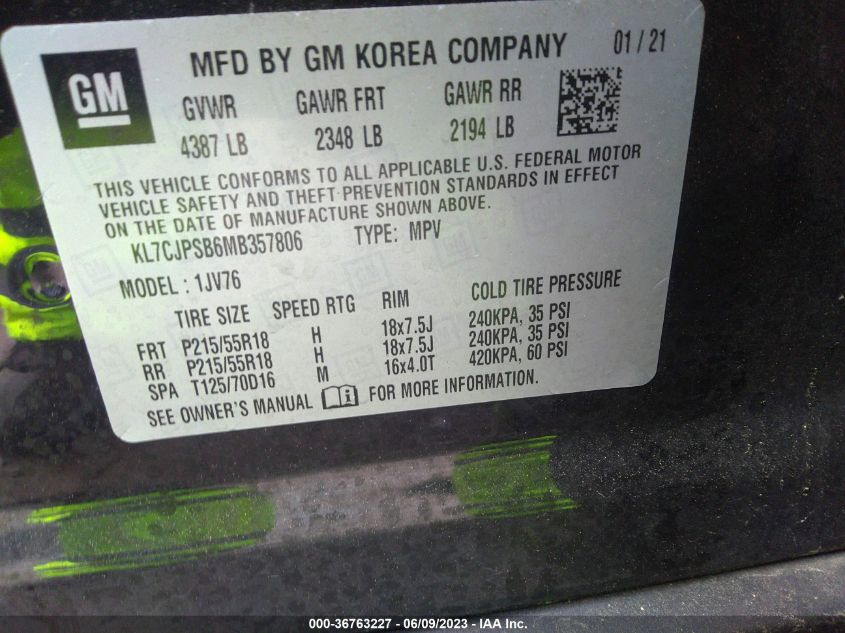 GM
MFD BY GM KOREA COMPANY 01 / 21
GVWR GAWR FRT GAWR RR
4387 LB 2348 LB 2194 LB
THIS VEHICLE CONFORMS TO ALL APPLICABLE U.S. FEDERAL MOTOR
VEHICLE SAFETY AND THEFT PREVENTION STANDARDS IN EFFECT
ON THE DATE OF MANUFACTURE SHOWN ABOVE.
KL7CJPSB6MB357806 TYPE: MPV
MODEL : 1JV76
TIRE SIZE SPEED RTG RIM COLD TIRE PRESSURE
FRT P215/55R18 H 18x7.5J 240KPA, 35 PSI
RR P215/55R18 H 18x7.5J 240KPA, 35 PSI
SPA T125/70D16 M 16x4.0T 420KPA, 60 PSI
SEE OWNER'S MANUAL i FOR MORE INFORMATION.
000-36763227 - 06/09/2023 - IAA Inc.